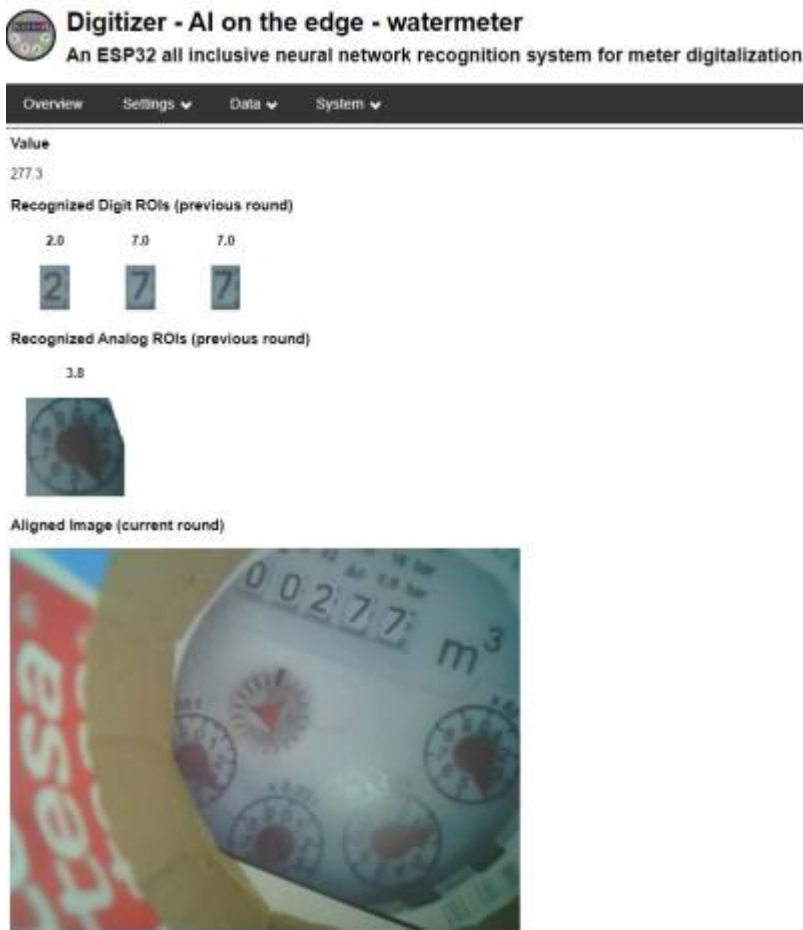 Digitizer - AI on the edge - watermeter
An ESP32 all inclusive neural network recognition system for meter digitalization
Overview Settings Data System
Value
277.3
Recognized Digit ROIs (previous round)
2.0 7.0 7.0
2 7 7
Recognized Analog ROIs (previous round)
3.8
Aligned Image (current round)
00277 m³